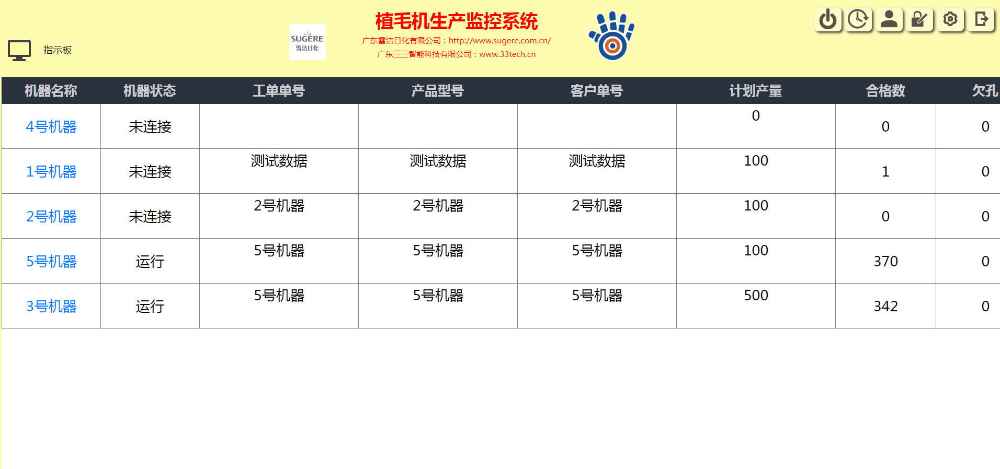 植毛机生产监控系统
SUGERE
雪洁日化
广东雪洁日化有限公司：http://www.sugere.com.cn/
广东三三智能科技有限公司：www.33tech.cn
指示板
机器名称 机器状态 工单单号 产品型号 客户单号 计划产量 合格数 欠孔
4号机器 未连接 0 0 0
1号机器 未连接 测试数据 测试数据 测试数据 100 1 0
2号机器 未连接 2号机器 2号机器 2号机器 100 0 0
5号机器 运行 5号机器 5号机器 5号机器 100 370 0
3号机器 运行 5号机器 5号机器 5号机器 500 342 0